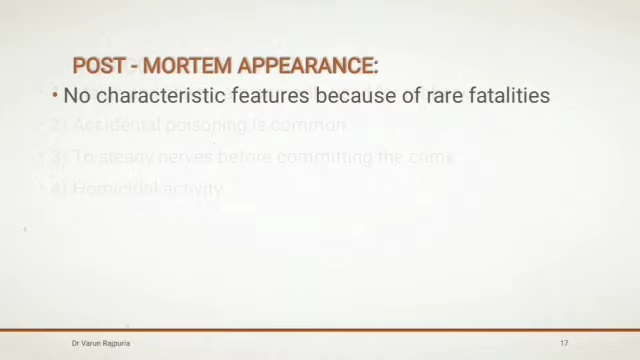 POST - MORTEM APPEARANCE:
• No characteristic features because of rare fatalities
• 2) Accidental poisoning is common.
• 3) To steady nerves before committing the crime.
• 4) Homicidal activity.
Dr Varun Rajpuria
17